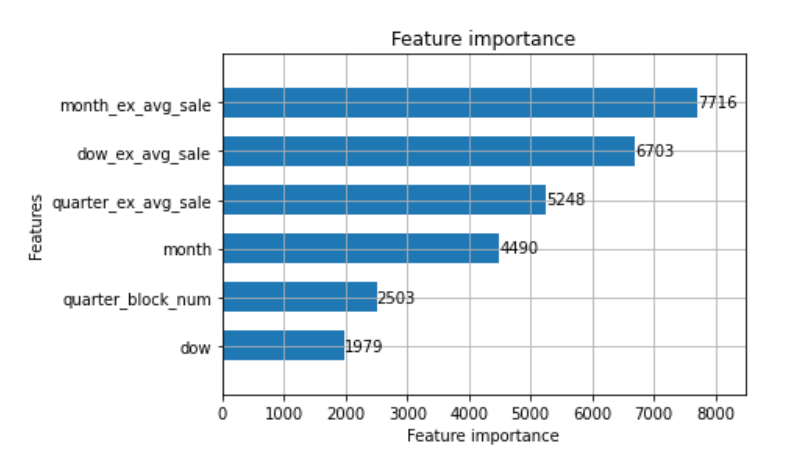 Feature importance
month_ex_avg_sale
7716
dow_ex_avg_sale
6703
quarter_ex_avg_sale
5248
month
4490
quarter_block_num
2503
dow
1979
Features
0 1000 2000 3000 4000 5000 6000 7000 8000
Feature importance